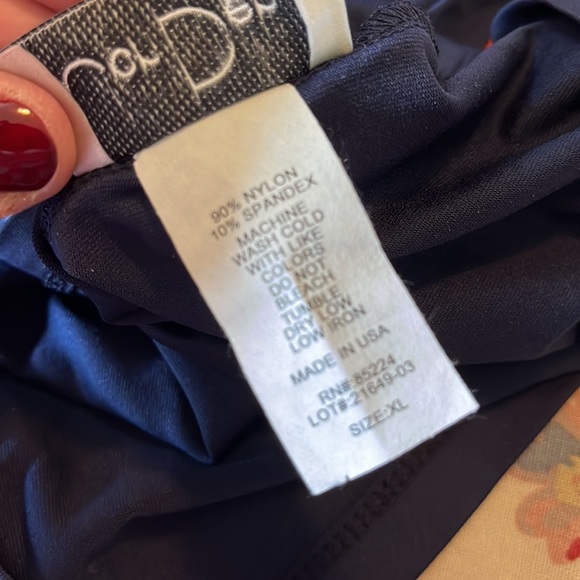 90% NYLON
10% SPANDEX
MACHINE
WASH COLD
WITH LIKE
COLORS
DO NOT
BLEACH
TUMBLE
DRY LOW
LOW IRON
MADE IN USA
RN#:85224
LOT#:21649-03
SIZE:XL